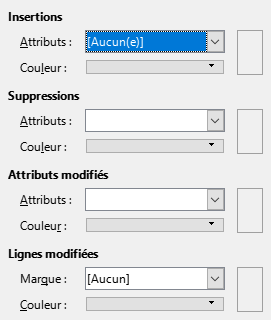 Insertions
Attributs : [Aucun(e)]
Couleur :
Suppressions
Attributs :
Couleur :
Attributs modifiés
Attributs :
Couleur :
Lignes modifiées
Marque : [Aucun]
Couleur :